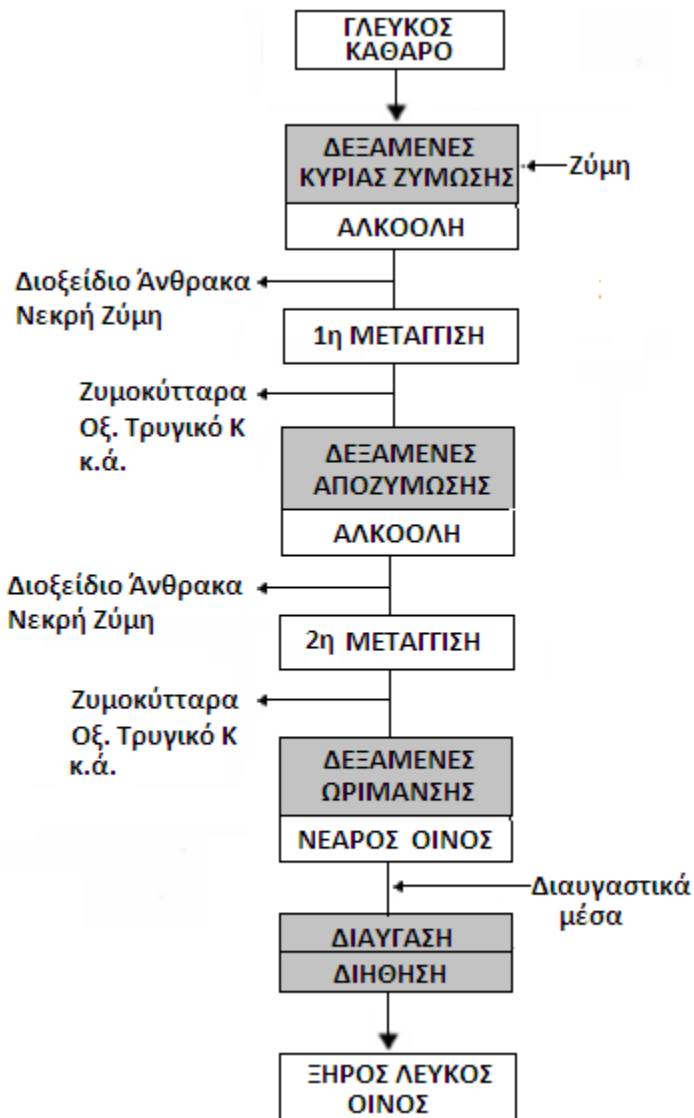 ΓΛΕΥΚΟΣ
ΚΑΘΑΡΟ
ΔΕΞΑΜΕΝΕΣ
ΚΥΡΙΑΣ ΖΥΜΩΣΗΣ
Ζύμη
ΑΛΚΟΟΛΗ
Διοξείδιο Άνθρακα
Νεκρή Ζύμη
1η ΜΕΤΑΓΓΙΣΗ
Ζυμοκύτταρα
Οξ. Τρυγικό Κ
κ.ά.
ΔΕΞΑΜΕΝΕΣ
ΑΠΟΖΥΜΩΣΗΣ
ΑΛΚΟΟΛΗ
Διοξείδιο Άνθρακα
Νεκρή Ζύμη
2η ΜΕΤΑΓΓΙΣΗ
Ζυμοκύτταρα
Οξ. Τρυγικό Κ
κ.ά.
ΔΕΞΑΜΕΝΕΣ
ΩΡΙΜΑΝΣΗΣ
ΝΕΑΡΟΣ ΟΙΝΟΣ
Διαυγαστικά
μέσα
ΔΙΑΥΓΑΣΗ
ΔΙΗΘΗΣΗ
ΞΗΡΟΣ ΛΕΥΚΟΣ
ΟΙΝΟΣ